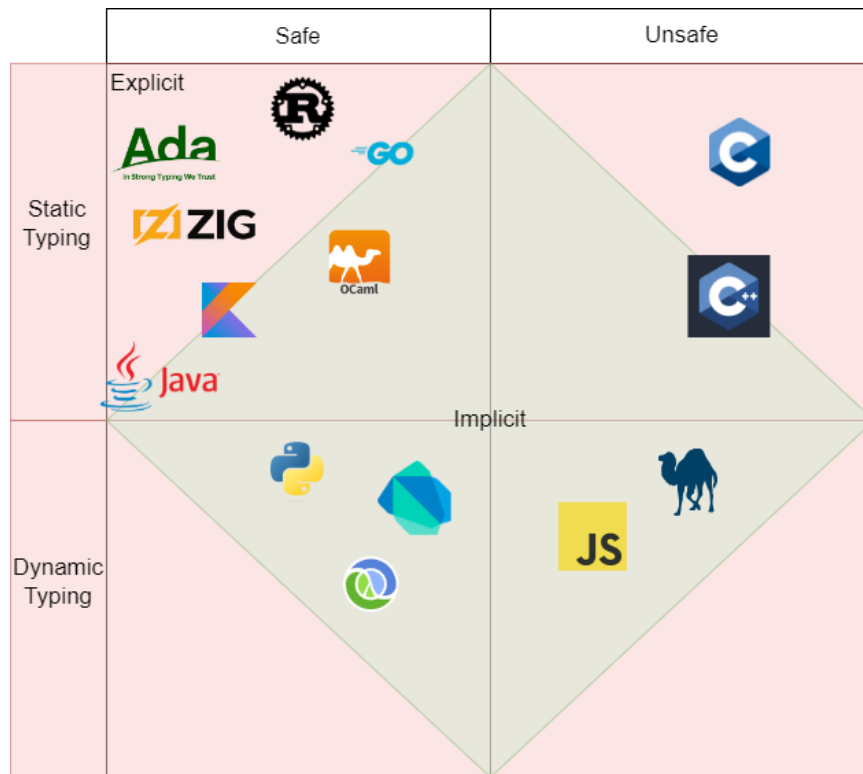 Safe
Unsafe
Explicit
Static
Typing
R
Ada
In Strong Typing We Trust
GO
C
Z ZIG
OCaml
C++
Java
Implicit
JS
Dynamic
Typing